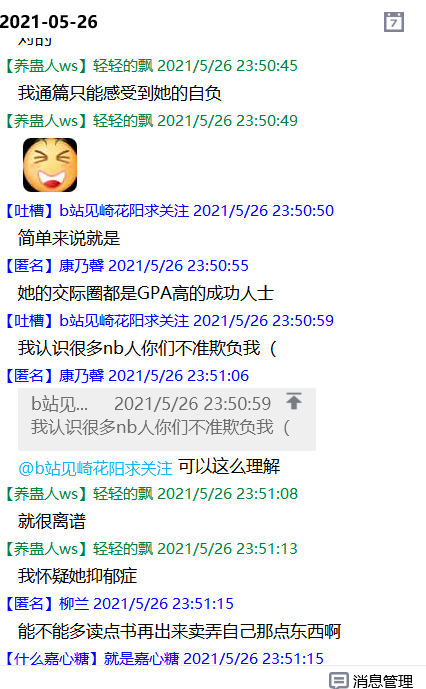 2021-05-26
7
对的
【养蛊人ws】轻轻的飘 2021/5/26 23:50:45
我通篇只能感受到她的自负
【养蛊人ws】轻轻的飘 2021/5/26 23:50:49
【吐槽】b站见崎花阳求关注 2021/5/26 23:50:50
简单来说就是
【匿名】康乃馨 2021/5/26 23:50:55
她的交际圈都是GPA高的成功人士
【吐槽】b站见崎花阳求关注 2021/5/26 23:50:59
我认识很多nb人你们不准欺负我（
【匿名】康乃馨 2021/5/26 23:51:06
b站见... 2021/5/26 23:50:59
我认识很多nb人你们不准欺负我（
@b站见崎花阳求关注 可以这么理解
【养蛊人ws】轻轻的飘 2021/5/26 23:51:08
就很离谱
【养蛊人ws】轻轻的飘 2021/5/26 23:51:13
我怀疑她抑郁症
【匿名】柳兰 2021/5/26 23:51:15
能不能多读点书再出来卖弄自己那点东西啊
【什么嘉心糖】就是嘉心糖 2021/5/26 23:51:15
消息管理